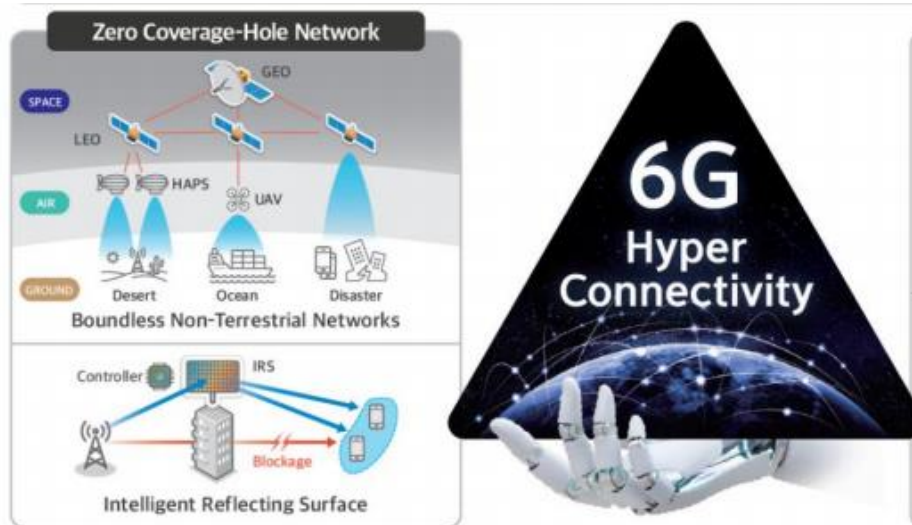 Zero Coverage-Hole Network
GEO
SPACE
LEO
HAPS
AIR
UAV
GROUND
Desert
Ocean
Disaster
Boundless Non-Terrestrial Networks
Controller
IRS
Blockage
Intelligent Reflecting Surface
6G
Hyper
Connectivity